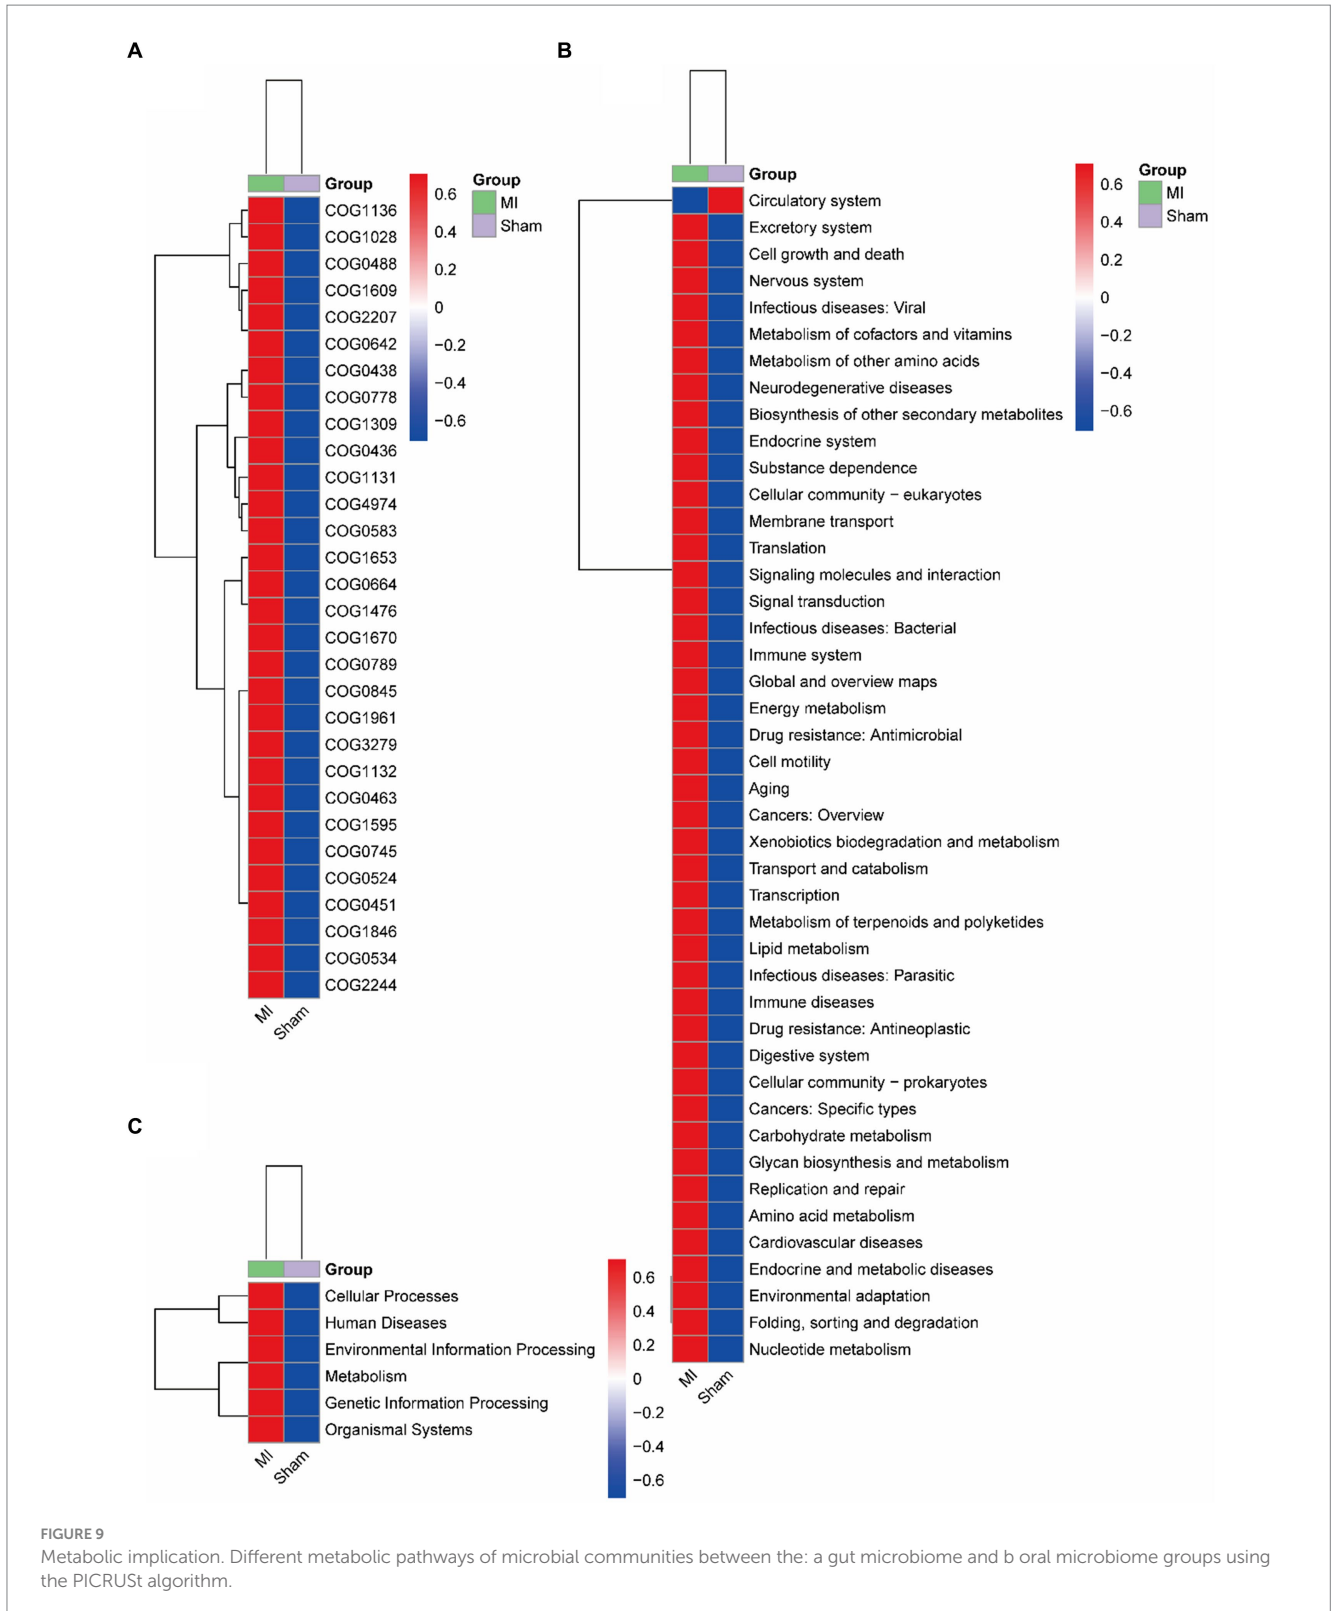 A
Group
COG1136
COG1028
COG0488
COG1609
COG2207
COG0642
COG0438
COG0778
COG1309
COG0436
COG1131
COG4974
COG0583
COG1653
COG0664
COG1476
COG1670
COG0789
COG0845
COG1961
COG3279
COG1132
COG0463
COG1595
COG0745
COG0524
COG0451
COG1846
COG0534
COG2244
MI
Sham
0.6
0.4
0.2
0
−0.2
−0.4
−0.6
Group
MI
Sham
B
Group
Circulatory system
Excretory system
Cell growth and death
Nervous system
Infectious diseases: Viral
Metabolism of cofactors and vitamins
Metabolism of other amino acids
Neurodegenerative diseases
Biosynthesis of other secondary metabolites
Endocrine system
Substance dependence
Cellular community − eukaryotes
Membrane transport
Translation
Signaling molecules and interaction
Signal transduction
Infectious diseases: Bacterial
Immune system
Global and overview maps
Energy metabolism
Drug resistance: Antimicrobial
Cell motility
Aging
Cancers: Overview
Xenobiotics biodegradation and metabolism
Transport and catabolism
Transcription
Metabolism of terpenoids and polyketides
Lipid metabolism
Infectious diseases: Parasitic
Immune diseases
Drug resistance: Antineoplastic
Digestive system
Cellular community − prokaryotes
Cancers: Specific types
Carbohydrate metabolism
Glycan biosynthesis and metabolism
Replication and repair
Amino acid metabolism
Cardiovascular diseases
Endocrine and metabolic diseases
Environmental adaptation
Folding, sorting and degradation
Nucleotide metabolism
MI
Sham
0.6
0.4
0.2
0
−0.2
−0.4
−0.6
Group
MI
Sham
C
Group
Cellular Processes
Human Diseases
Environmental Information Processing
Metabolism
Genetic Information Processing
Organismal Systems
MI
Sham
0.6
0.4
0.2
0
−0.2
−0.4
−0.6
FIGURE 9
Metabolic implication. Different metabolic pathways of microbial communities between the: a gut microbiome and b oral microbiome groups using
the PICRUSt algorithm.